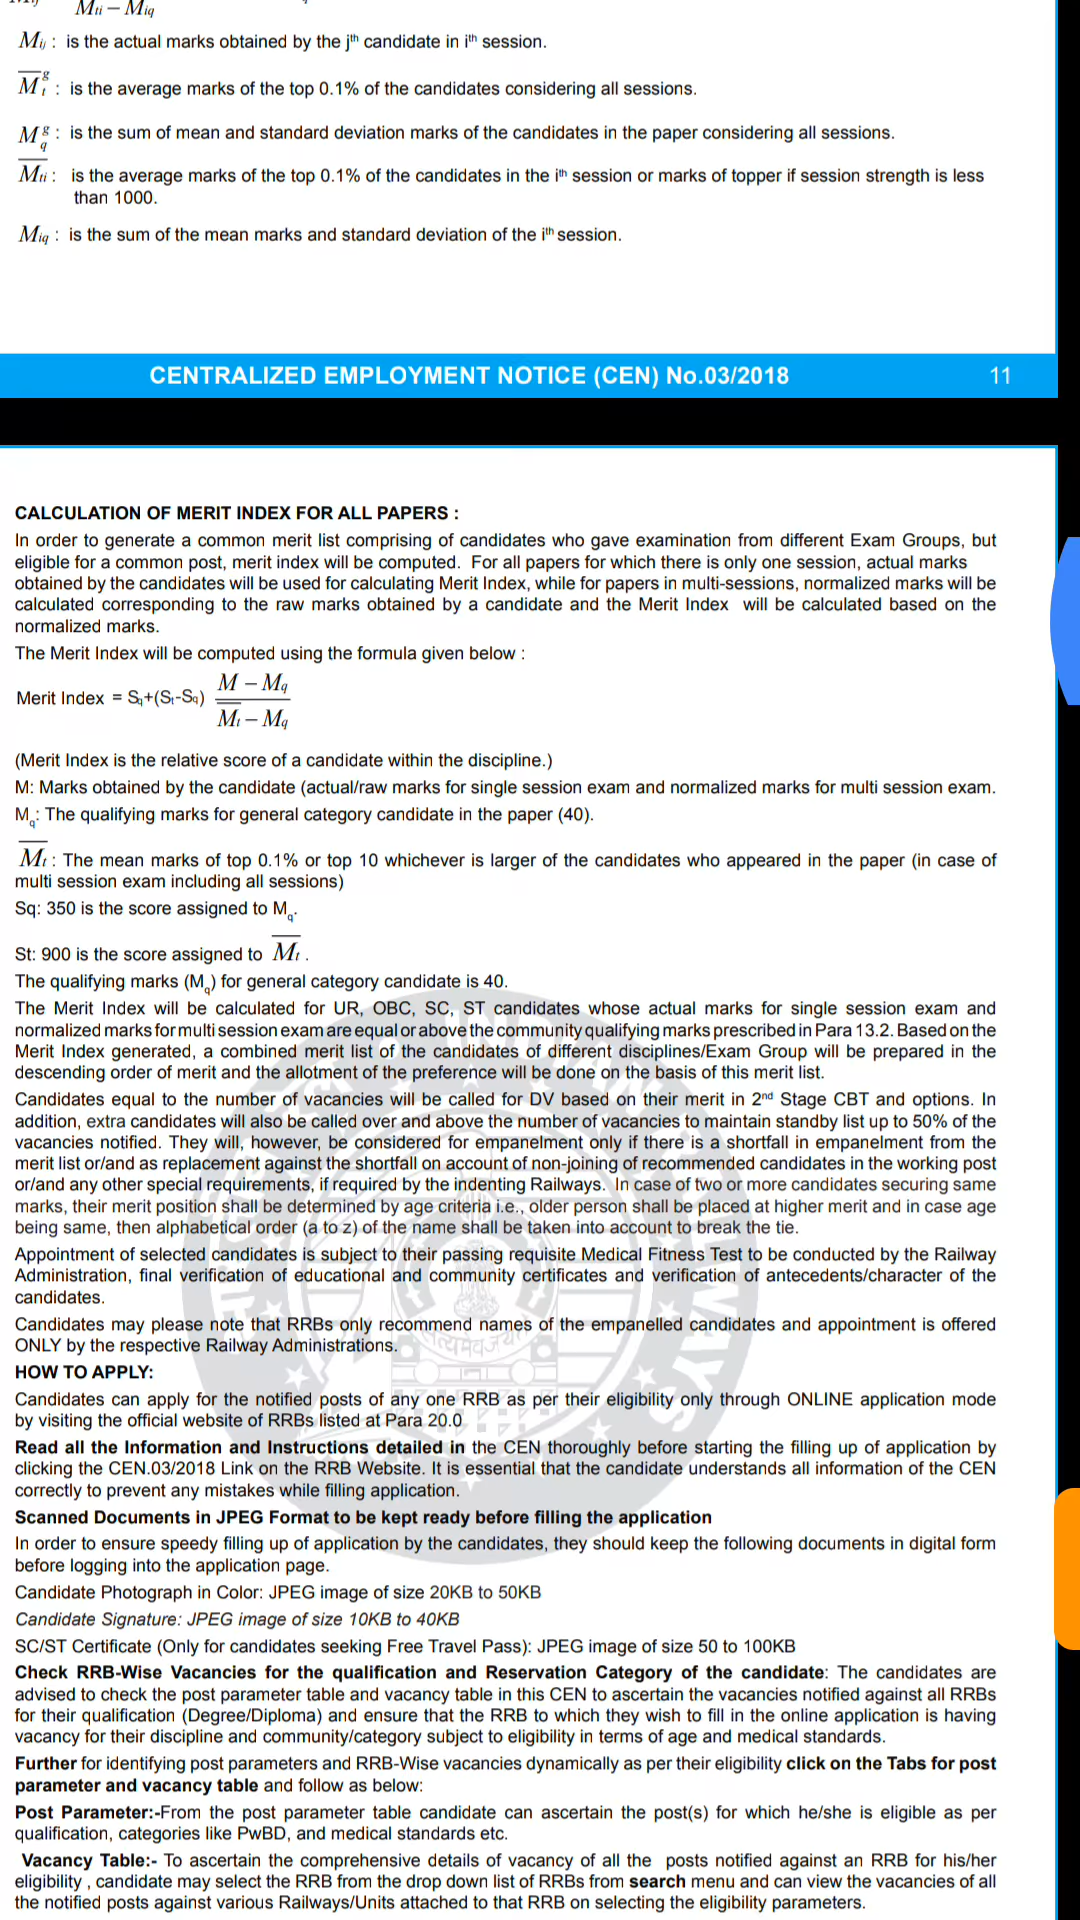 Mti – Miq
Mij : is the actual marks obtained by the jth candidate in ith session.
M̅tg : is the average marks of the top 0.1% of the candidates considering all sessions.
Mqg : is the sum of mean and standard deviation marks of the candidates in the paper considering all sessions.
M̅ti : is the average marks of the top 0.1% of the candidates in the ith session or marks of topper if session strength is less
than 1000.
Miq : is the sum of the mean marks and standard deviation of the ith session.
CENTRALIZED EMPLOYMENT NOTICE (CEN) No.03/2018 11
CALCULATION OF MERIT INDEX FOR ALL PAPERS :
In order to generate a common merit list comprising of candidates who gave examination from different Exam Groups, but
eligible for a common post, merit index will be computed. For all papers for which there is only one session, actual marks
obtained by the candidates will be used for calculating Merit Index, while for papers in multi-sessions, normalized marks will be
calculated corresponding to the raw marks obtained by a candidate and the Merit Index will be calculated based on the
normalized marks.
The Merit Index will be computed using the formula given below :
M – Mq
Merit Index = Sq+(St-Sq)
M̅t – Mq
(Merit Index is the relative score of a candidate within the discipline.)
M: Marks obtained by the candidate (actual/raw marks for single session exam and normalized marks for multi session exam.
Mq: The qualifying marks for general category candidate in the paper (40).
M̅t : The mean marks of top 0.1% or top 10 whichever is larger of the candidates who appeared in the paper (in case of
multi session exam including all sessions)
Sq: 350 is the score assigned to Mq.
St: 900 is the score assigned to M̅t .
The qualifying marks (Mq) for general category candidate is 40.
The Merit Index will be calculated for UR, OBC, SC, ST candidates whose actual marks for single session exam and
normalized marks for multi session exam are equal or above the community qualifying marks prescribed in Para 13.2. Based on the
Merit Index generated, a combined merit list of the candidates of different disciplines/Exam Group will be prepared in the
descending order of merit and the allotment of the preference will be done on the basis of this merit list.
Candidates equal to the number of vacancies will be called for DV based on their merit in 2nd Stage CBT and options. In
addition, extra candidates will also be called over and above the number of vacancies to maintain standby list up to 50% of the
vacancies notified. They will, however, be considered for empanelment only if there is a shortfall in empanelment from the
merit list or/and as replacement against the shortfall on account of non-joining of recommended candidates in the working post
or/and any other special requirements, if required by the indenting Railways. In case of two or more candidates securing same
marks, their merit position shall be determined by age criteria i.e., older person shall be placed at higher merit and in case age
being same, then alphabetical order (a to z) of the name shall be taken into account to break the tie.
Appointment of selected candidates is subject to their passing requisite Medical Fitness Test to be conducted by the Railway
Administration, final verification of educational and community certificates and verification of antecedents/character of the
candidates.
Candidates may please note that RRBs only recommend names of the empanelled candidates and appointment is offered
ONLY by the respective Railway Administrations.
सत्यमेव जयते
HOW TO APPLY:
Candidates can apply for the notified posts of any one RRB as per their eligibility only through ONLINE application mode
by visiting the official website of RRBs listed at Para 20.0
Read all the Information and Instructions detailed in the CEN thoroughly before starting the filling up of application by
clicking the CEN.03/2018 Link on the RRB Website. It is essential that the candidate understands all information of the CEN
correctly to prevent any mistakes while filling application.
Scanned Documents in JPEG Format to be kept ready before filling the application
In order to ensure speedy filling up of application by the candidates, they should keep the following documents in digital form
before logging into the application page.
Candidate Photograph in Color: JPEG image of size 20KB to 50KB
Candidate Signature: JPEG image of size 10KB to 40KB
SC/ST Certificate (Only for candidates seeking Free Travel Pass): JPEG image of size 50 to 100KB
Check RRB-Wise Vacancies for the qualification and Reservation Category of the candidate: The candidates are
advised to check the post parameter table and vacancy table in this CEN to ascertain the vacancies notified against all RRBs
for their qualification (Degree/Diploma) and ensure that the RRB to which they wish to fill in the online application is having
vacancy for their discipline and community/category subject to eligibility in terms of age and medical standards.
Further for identifying post parameters and RRB-Wise vacancies dynamically as per their eligibility click on the Tabs for post
parameter and vacancy table and follow as below:
Post Parameter:-From the post parameter table candidate can ascertain the post(s) for which he/she is eligible as per
qualification, categories like PwBD, and medical standards etc.
Vacancy Table:- To ascertain the comprehensive details of vacancy of all the posts notified against an RRB for his/her
eligibility , candidate may select the RRB from the drop down list of RRBs from search menu and can view the vacancies of all
the notified posts against various Railways/Units attached to that RRB on selecting the eligibility parameters.